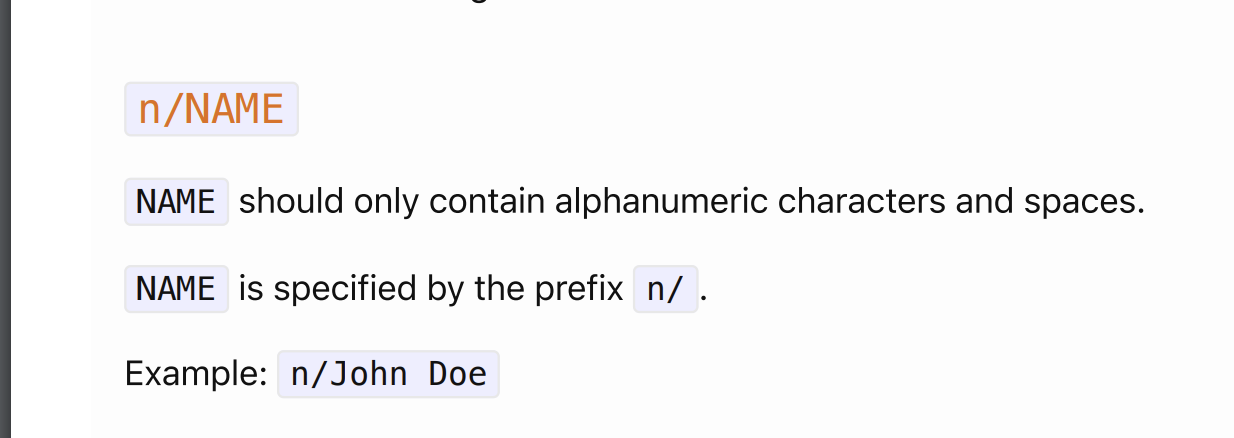 n/NAME
NAME should only contain alphanumeric characters and spaces.
NAME is specified by the prefix n/.
Example: n/John Doe